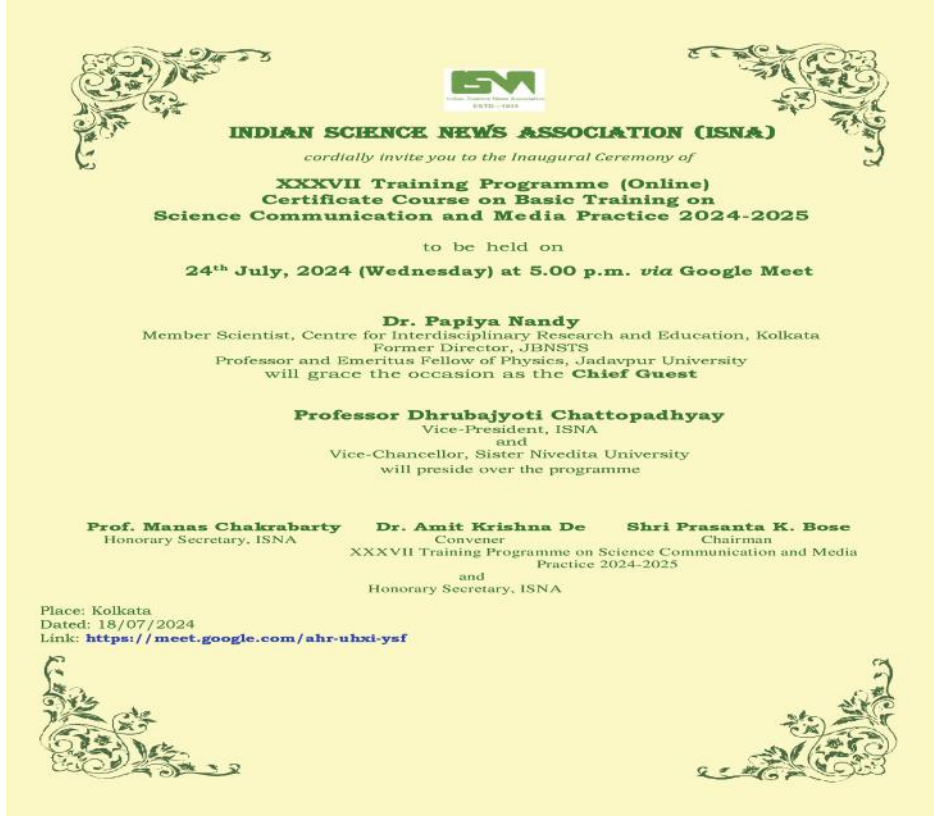 ISNA
Indian Science News Association
ESTD.-1935
INDIAN SCIENCE NEWS ASSOCIATION (ISNA)
cordially invite you to the Inaugural Ceremony of
XXXVII Training Programme (Online)
Certificate Course on Basic Training on
Science Communication and Media Practice 2024-2025
to be held on
24th July, 2024 (Wednesday) at 5.00 p.m. via Google Meet
Dr. Papiya Nandy
Member Scientist, Centre for Interdisciplinary Research and Education, Kolkata
Former Director, JBNSTS
Professor and Emeritus Fellow of Physics, Jadavpur University
will grace the occasion as the Chief Guest
Professor Dhrubajyoti Chattopadhyay
Vice-President, ISNA
and
Vice-Chancellor, Sister Nivedita University
will preside over the programme
Prof. Manas Chakrabarty Dr. Amit Krishna De Shri Prasanta K. Bose
Honorary Secretary, ISNA Convener Chairman
XXXVII Training Programme on Science Communication and Media
Practice 2024-2025
and
Honorary Secretary, ISNA
Place: Kolkata
Dated: 18/07/2024
Link: https://meet.google.com/ahr-uhxi-ysf